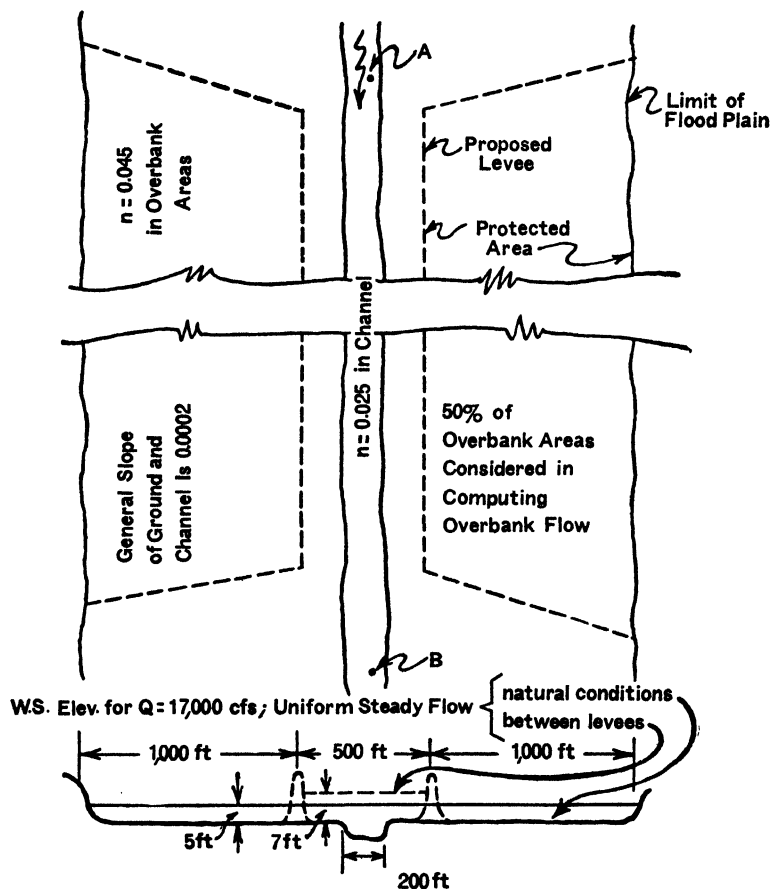 A
Limit of
Flood Plain
n = 0.045
in Overbank
Areas
Proposed
Levee
Protected
Area
n = 0.025 in Channel
General Slope
of Ground and
Channel Is 0.0002
50% of
Overbank Areas
Considered in
Computing
Overbank Flow
B
W.S. Elev. for Q = 17,000 cfs; Uniform Steady Flow
natural conditions
between levees
1,000 ft
500 ft
1,000 ft
5ft
7ft
200 ft